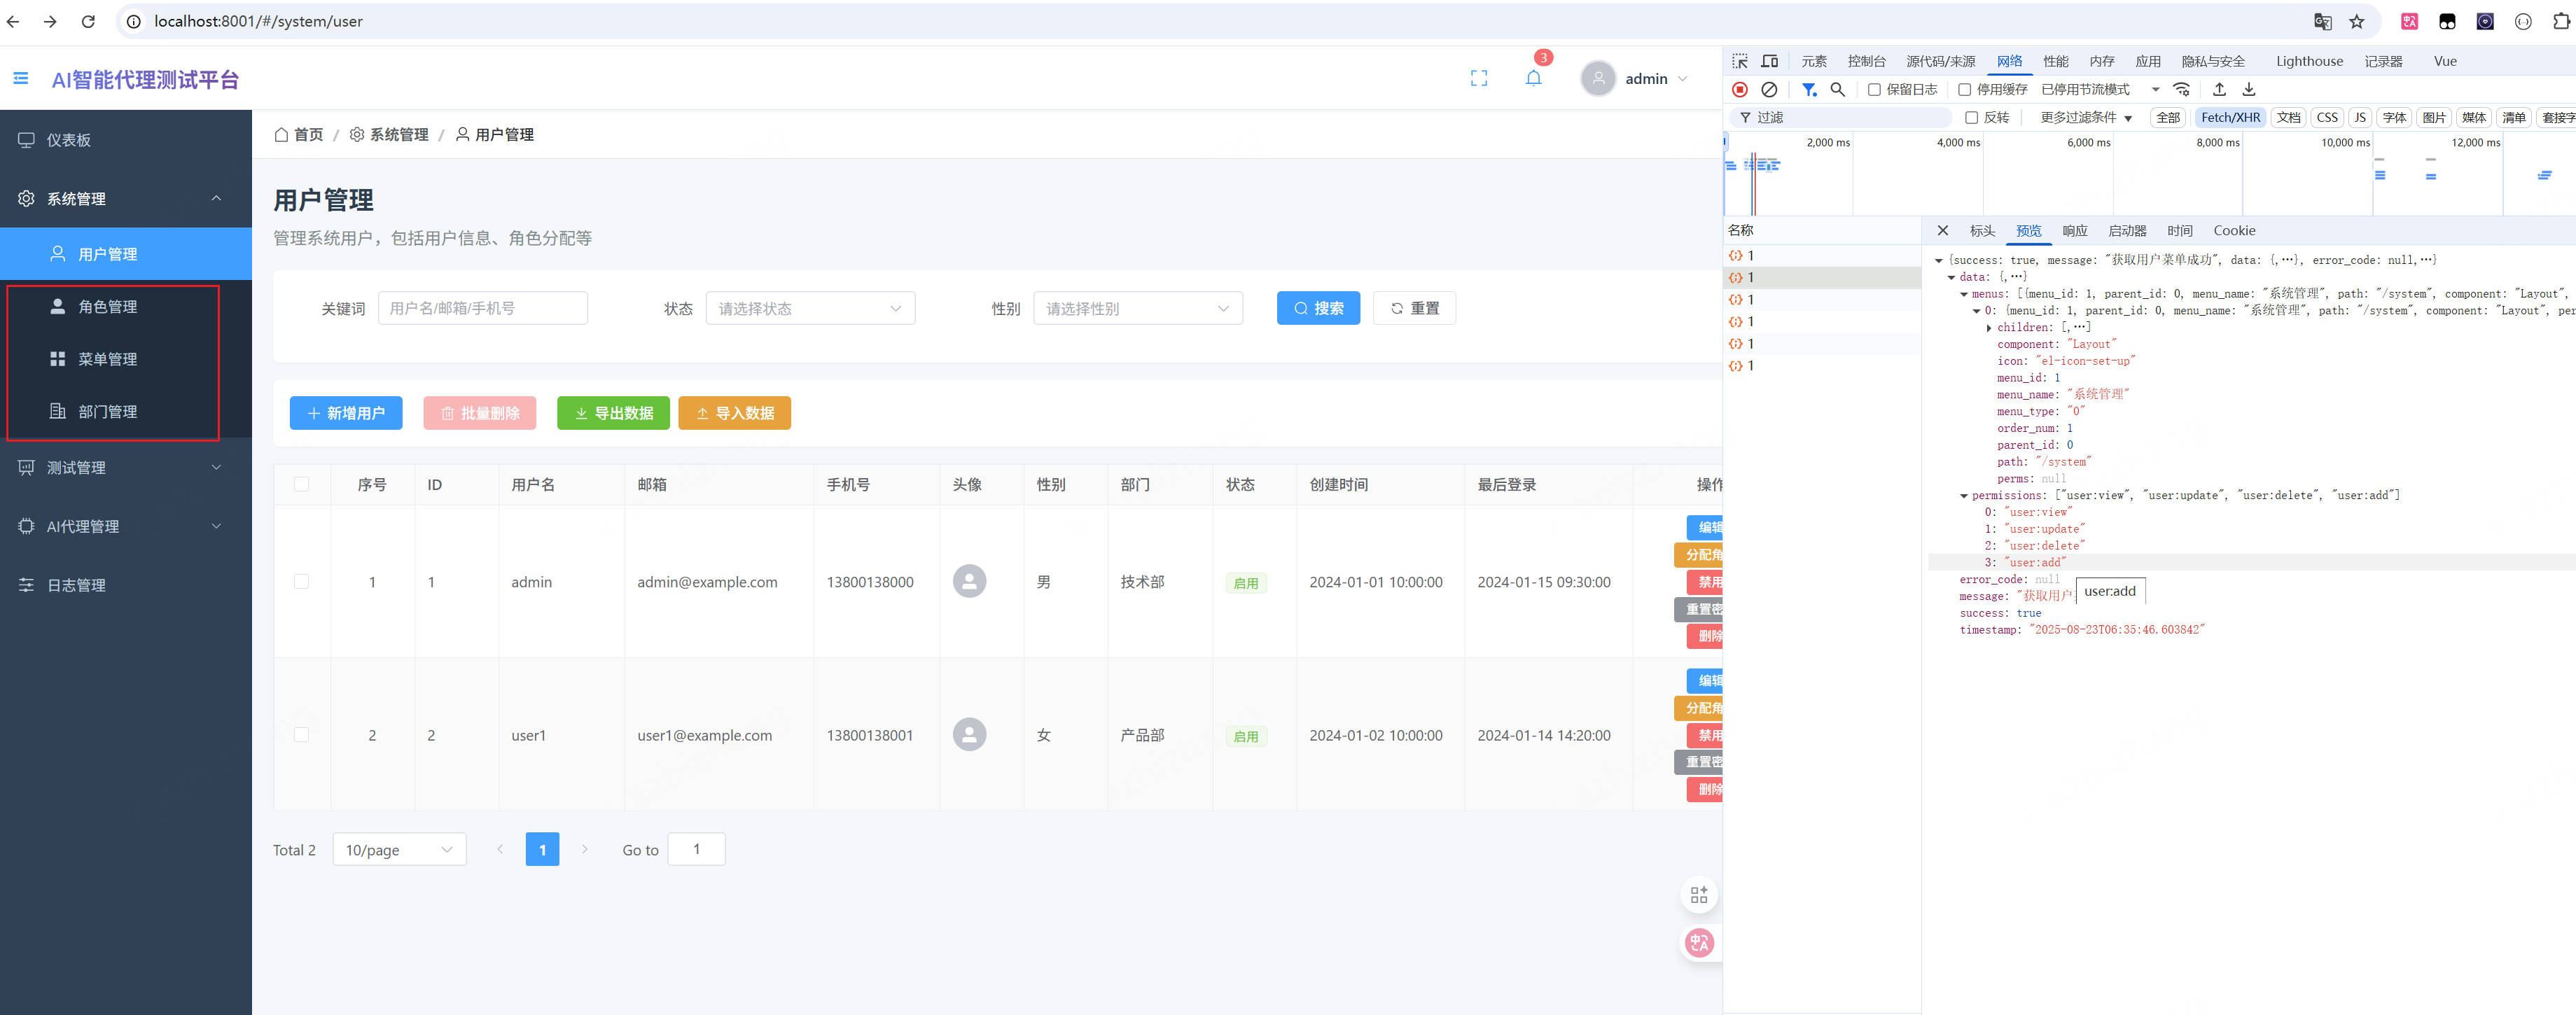 localhost:8001/#/system/user
AI智能代理测试平台
3
admin
仪表板
系统管理
用户管理
角色管理
菜单管理
部门管理
测试管理
AI代理管理
日志管理
首页 / 系统管理 / 用户管理
用户管理
管理系统用户，包括用户信息、角色分配等
关键词 用户名/邮箱/手机号 状态 请选择状态 性别 请选择性别 搜索 重置
新增用户 批量删除 导出数据 导入数据
序号 ID 用户名 邮箱 手机号 头像 性别 部门 状态 创建时间 最后登录 操作
1 1 admin admin@example.com 13800138000 男 技术部 启用 2024-01-01 10:00:00 2024-01-15 09:30:00
编辑
分配角
禁用
重置密
删除
2 2 user1 user1@example.com 13800138001 女 产品部 启用 2024-01-02 10:00:00 2024-01-14 14:20:00
编辑
分配角
禁用
重置密
删除
Total 2 10/page 1 Go to 1
元素 控制台 源代码/来源 网络 性能 内存 应用 隐私与安全 Lighthouse 记录器 Vue
保留日志 停用缓存 已停用节流模式
过滤 反转 更多过滤条件 全部 Fetch/XHR 文档 CSS JS 字体 图片 媒体 清单 套接字
2,000 ms 4,000 ms 6,000 ms 8,000 ms 10,000 ms 12,000 ms
名称
1
1
1
1
1
1
标头 预览 响应 启动器 时间 Cookie
{success: true, message: "获取用户菜单成功", data: {,…}, error_code: null,…}
data: {,…}
menus: [{menu_id: 1, parent_id: 0, menu_name: "系统管理", path: "/system", component: "Layout",
0: {menu_id: 1, parent_id: 0, menu_name: "系统管理", path: "/system", component: "Layout", per
children: [,…]
component: "Layout"
icon: "el-icon-set-up"
menu_id: 1
menu_name: "系统管理"
menu_type: "0"
order_num: 1
parent_id: 0
path: "/system"
perms: null
permissions: ["user:view", "user:update", "user:delete", "user:add"]
0: "user:view"
1: "user:update"
2: "user:delete"
3: "user:add"
error_code: null
message: "获取用户
user:add
success: true
timestamp: "2025-08-23T06:35:46.603842"